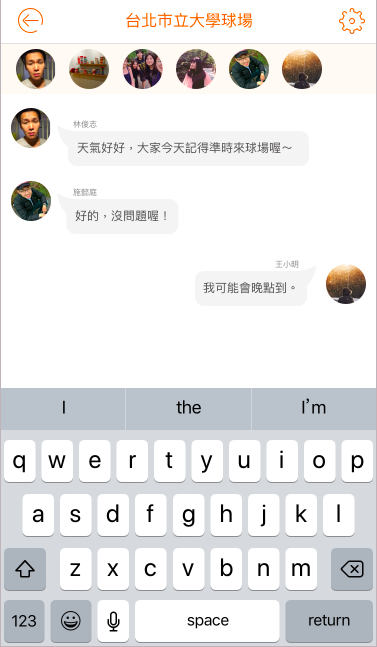 台北市立大學球場
林俊志
天氣好好，大家今天記得準時來球場喔～
施懿庭
好的，沒問題喔！
王小明
我可能會晚點到。
I the I'm
q w e r t y u i o p
a s d f g h j k l
z x c v b n m
123 space return